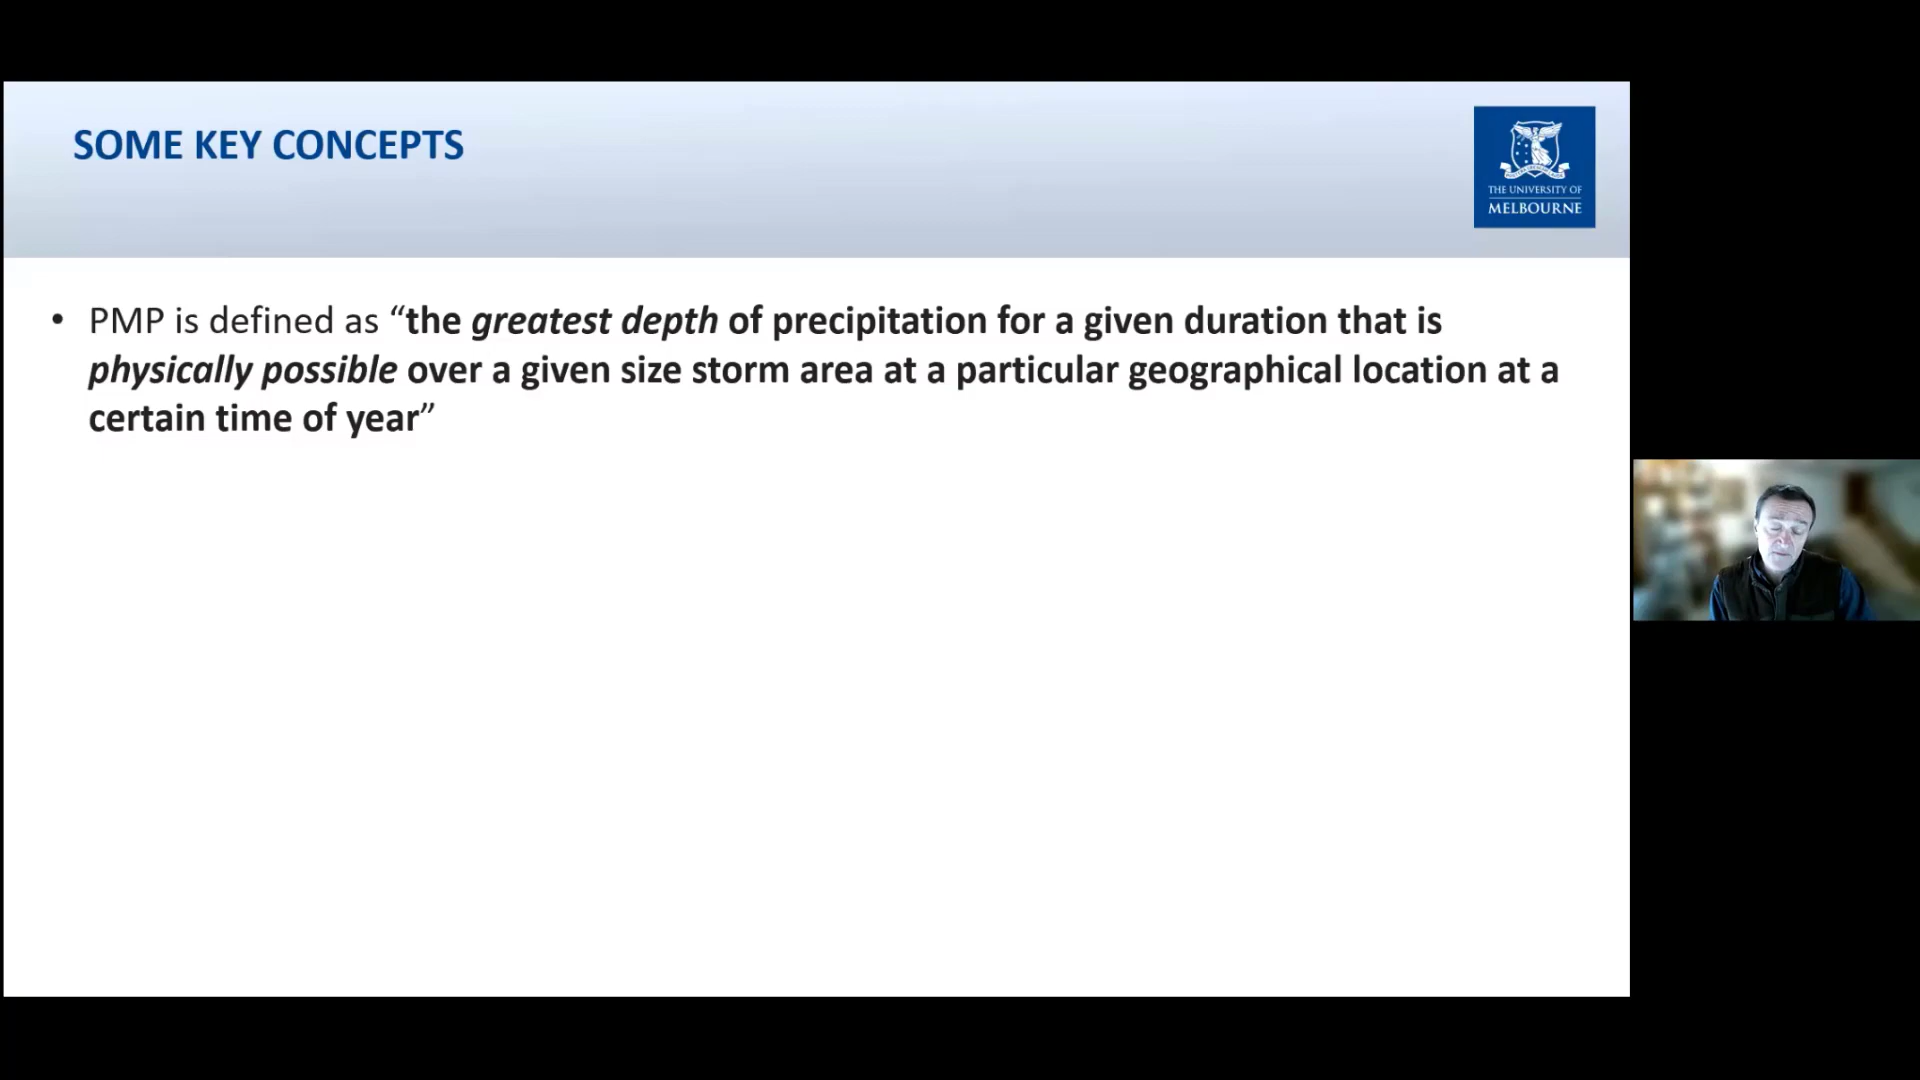 SOME KEY CONCEPTS
THE UNIVERSITY OF
MELBOURNE
• PMP is defined as “the greatest depth of precipitation for a given duration that is
physically possible over a given size storm area at a particular geographical location at a
certain time of year”